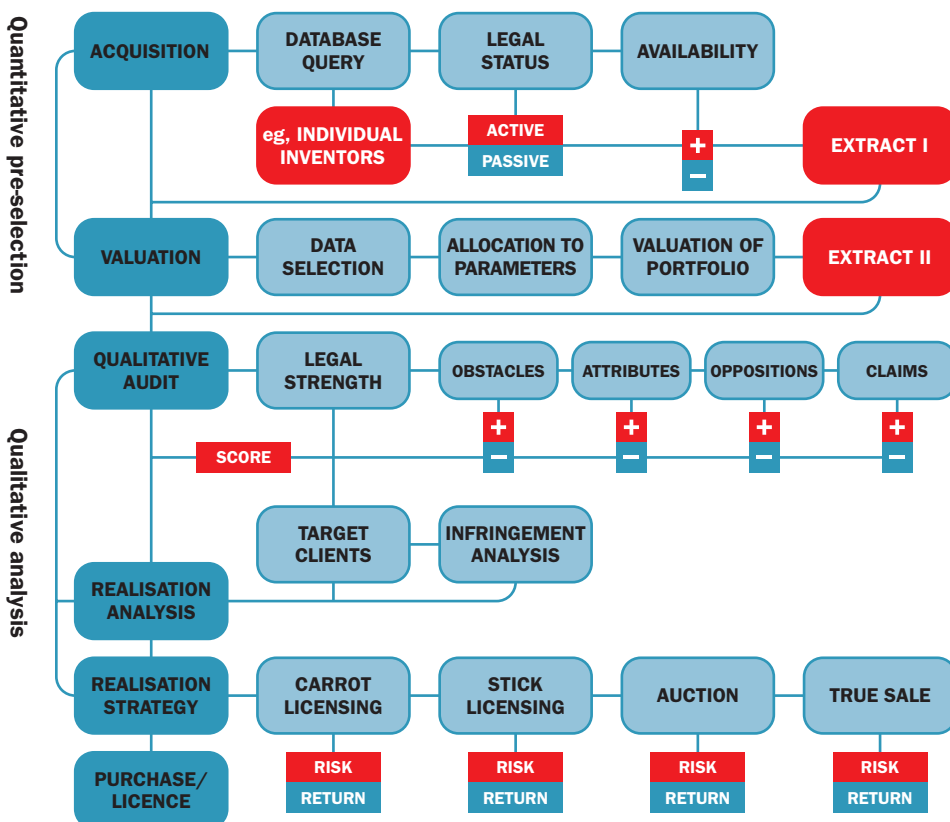 Quantitative pre-selection
ACQUISITION
DATABASE
QUERY
LEGAL
STATUS
AVAILABILITY
eg, INDIVIDUAL
INVENTORS
ACTIVE
PASSIVE
+
−
EXTRACT I
VALUATION
DATA
SELECTION
ALLOCATION TO
PARAMETERS
VALUATION OF
PORTFOLIO
EXTRACT II
Qualitative analysis
QUALITATIVE
AUDIT
LEGAL
STRENGTH
OBSTACLES
ATTRIBUTES
OPPOSITIONS
CLAIMS
+
−
+
−
+
−
+
−
SCORE
TARGET
CLIENTS
INFRINGEMENT
ANALYSIS
REALISATION
ANALYSIS
REALISATION
STRATEGY
CARROT
LICENSING
STICK
LICENSING
AUCTION
TRUE SALE
PURCHASE/
LICENCE
RISK
RETURN
RISK
RETURN
RISK
RETURN
RISK
RETURN